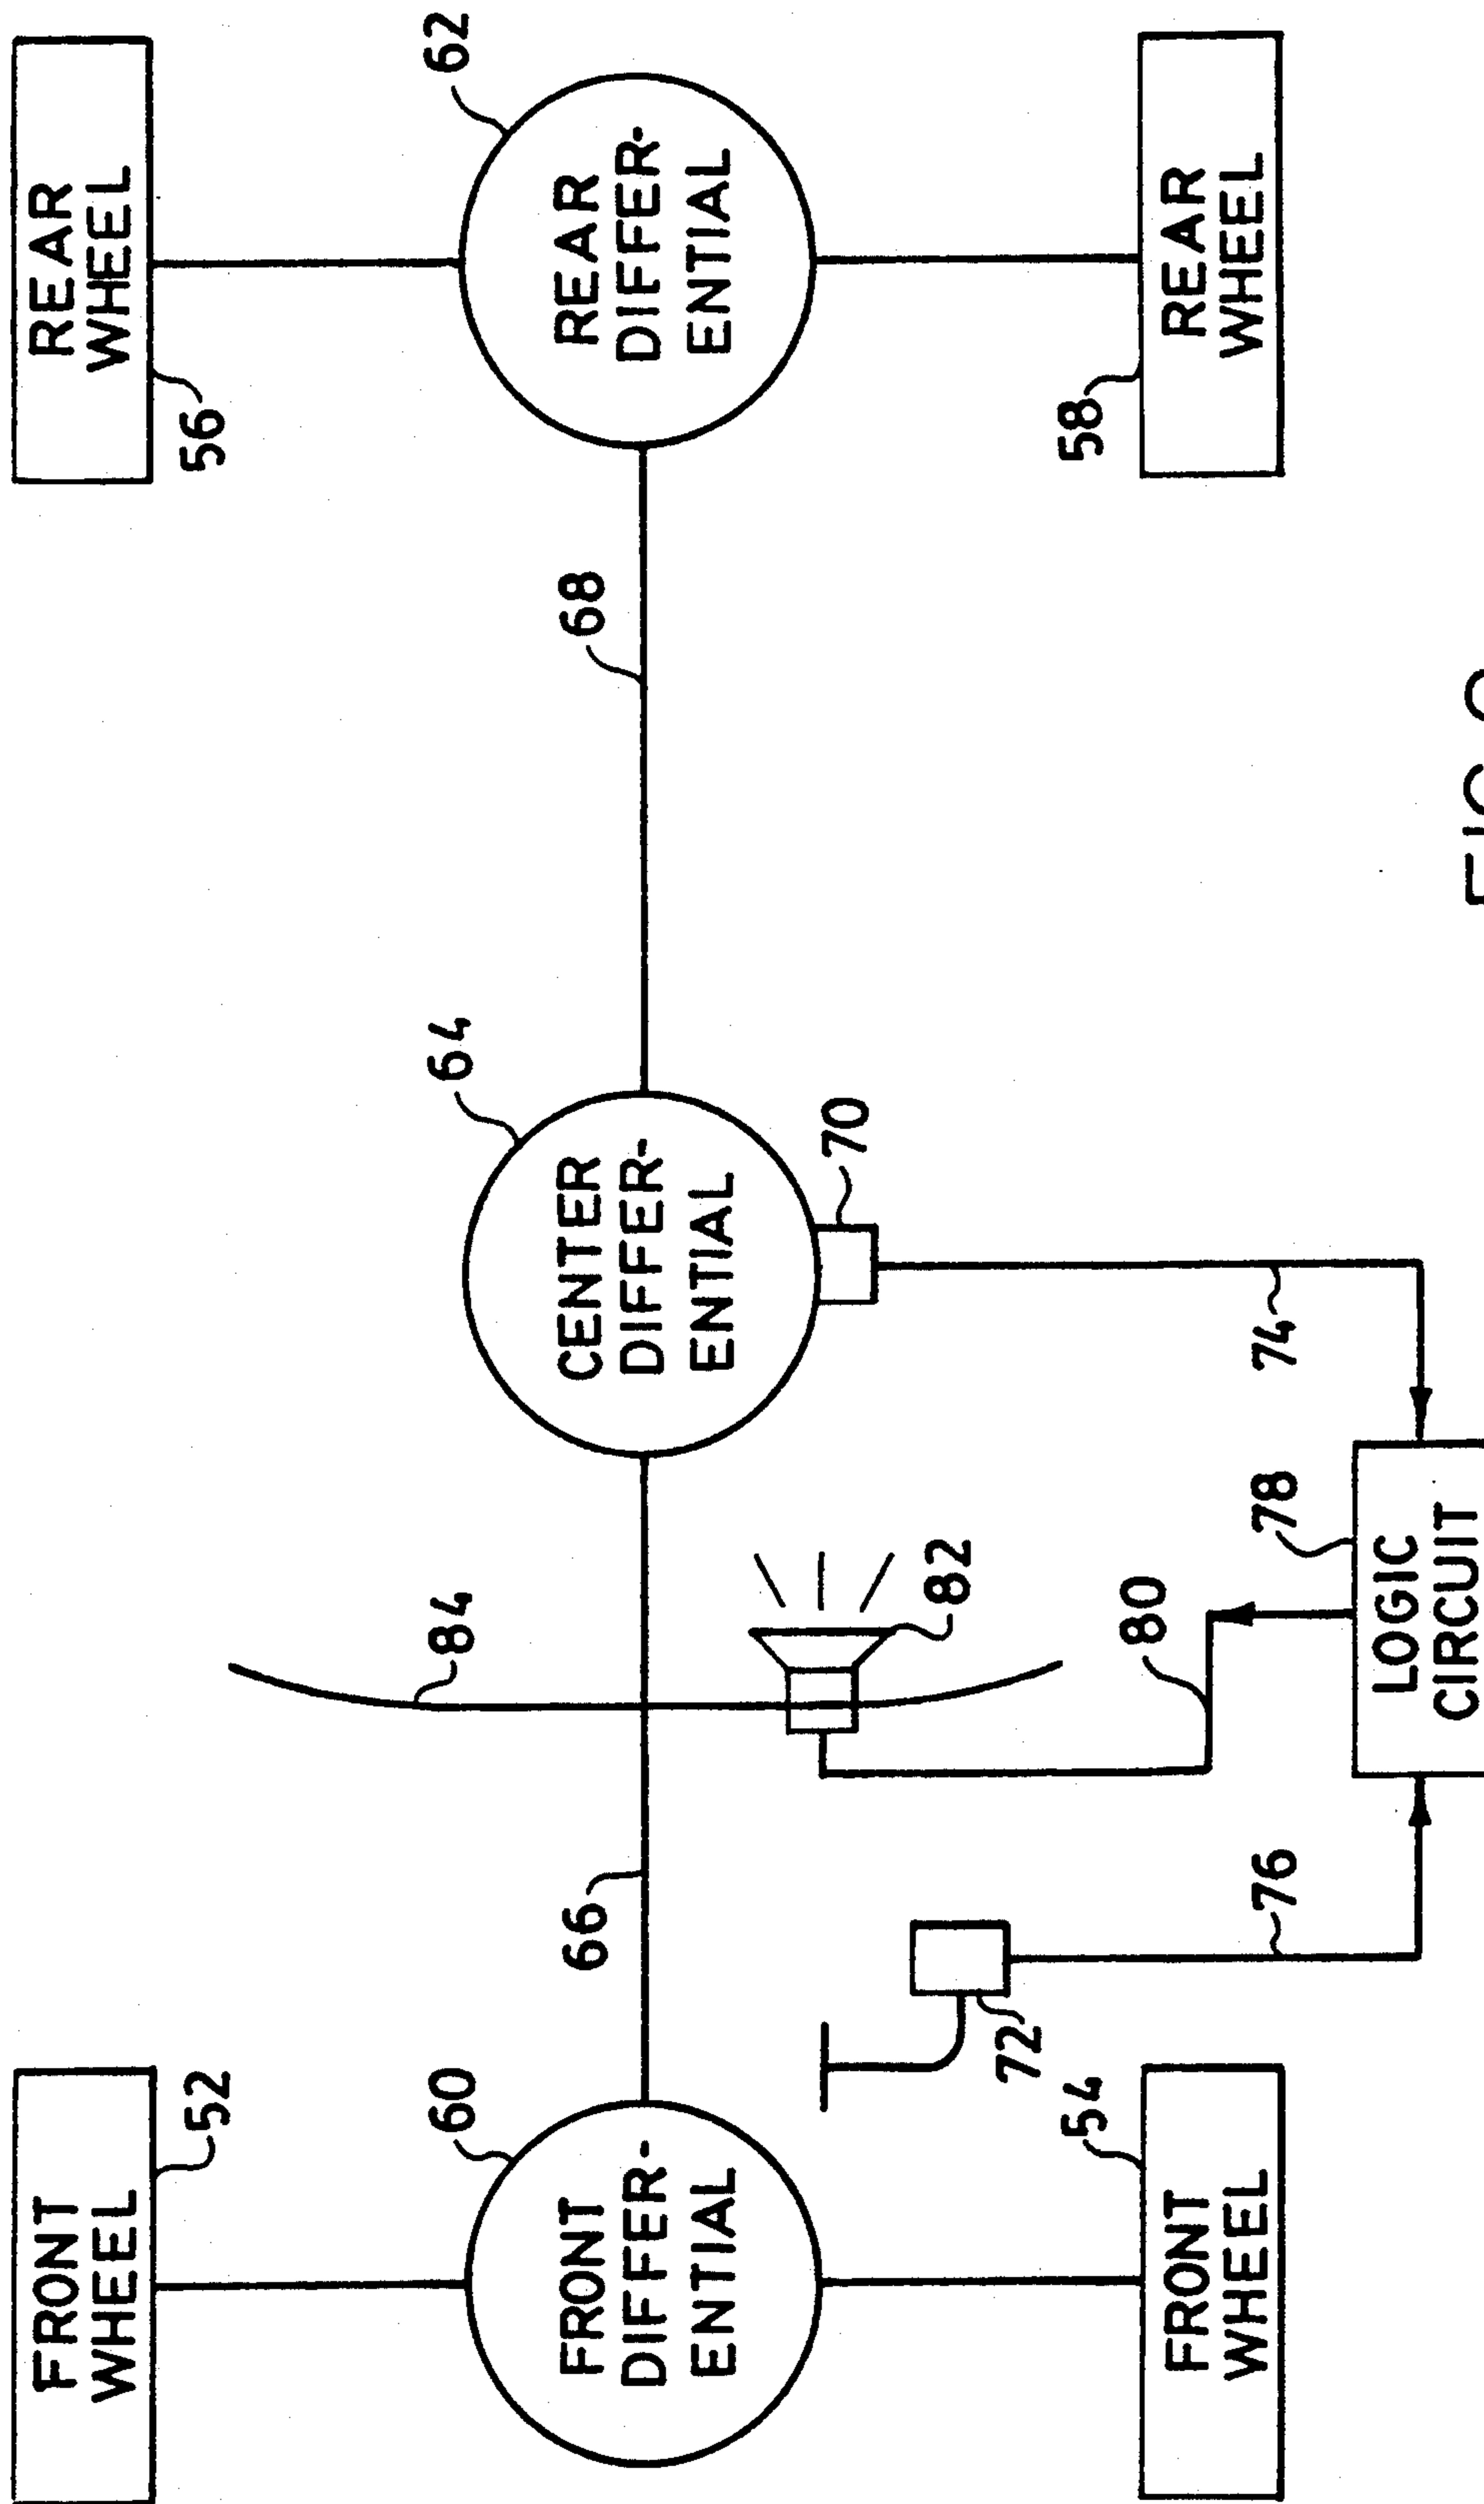 FRONT
WHEEL
52
REAR
WHEEL
56
60
84
64
62
FRONT
DIFFER-
ENTIAL
66
CENTER
DIFFER-
ENTIAL
68
REAR
DIFFER-
ENTIAL
70
82
72
54
80
58
FRONT
WHEEL
76
78
74
REAR
WHEEL
LOGIC
CIRCUIT